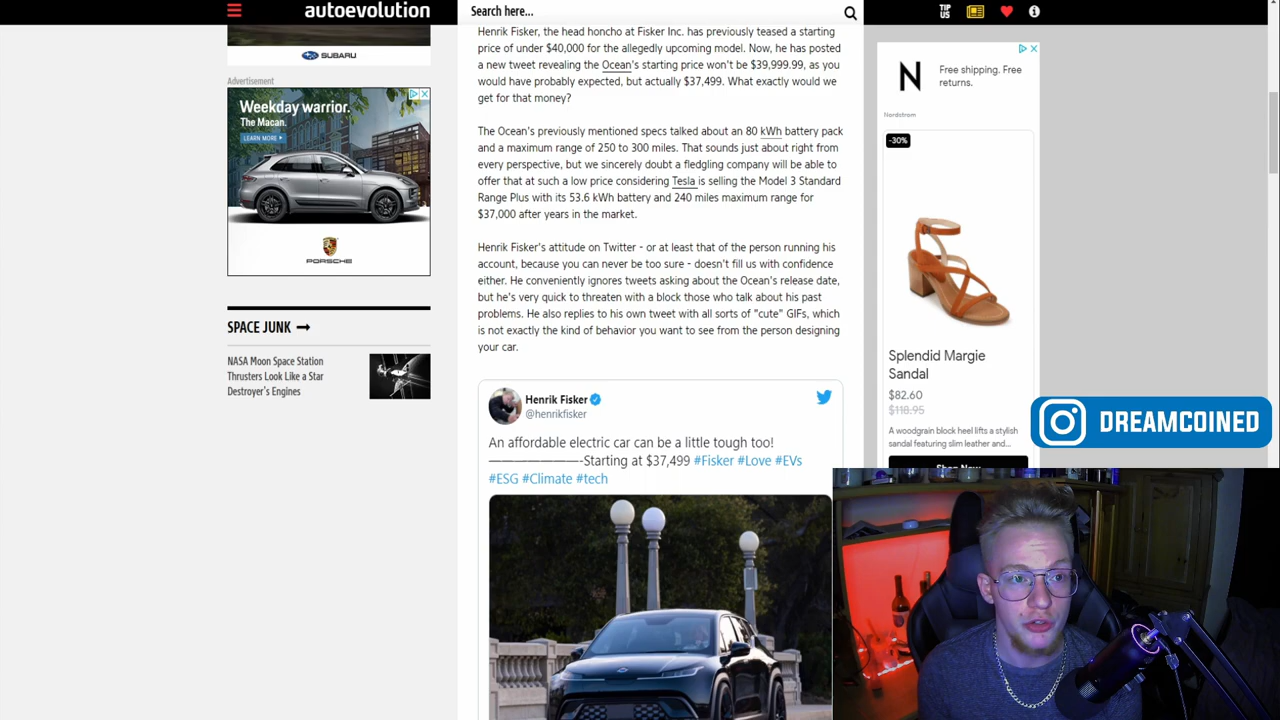 autoevolution
Search here...
TIP
US
SUBARU
Advertisement
Weekday warrior.
The Macan.
LEARN MORE
PORSCHE
SPACE JUNK
NASA Moon Space Station
Thrusters Look Like a Star
Destroyer's Engines
Henrik Fisker, the head honcho at Fisker Inc. has previously teased a starting
price of under $40,000 for the allegedly upcoming model. Now, he has posted
a new tweet revealing the Ocean's starting price won't be $39,999.99, as you
would have probably expected, but actually $37,499. What exactly would we
get for that money?
The Ocean's previously mentioned specs talked about an 80 kWh battery pack
and a maximum range of 250 to 300 miles. That sounds just about right from
every perspective, but we sincerely doubt a fledgling company will be able to
offer that at such a low price considering Tesla is selling the Model 3 Standard
Range Plus with its 53.6 kWh battery and 240 miles maximum range for
$37,000 after years in the market.
Henrik Fisker's attitude on Twitter - or at least that of the person running his
account, because you can never be too sure - doesn't fill us with confidence
either. He conveniently ignores tweets asking about the Ocean's release date,
but he's very quick to threaten with a block those who talk about his past
problems. He also replies to his own tweet with all sorts of "cute" GIFs, which
is not exactly the kind of behavior you want to see from the person designing
your car.
Henrik Fisker
@henrikfisker
An affordable electric car can be a little tough too!
——————-Starting at $37,499 #Fisker #Love #EVs
#ESG #Climate #tech
N
Free shipping. Free
returns.
Nordstrom
-30%
Splendid Margie
Sandal
$82.60
$118.95
A woodgrain block heel lifts a stylish
sandal featuring slim leather and...
Shop Now
DREAMCOINED